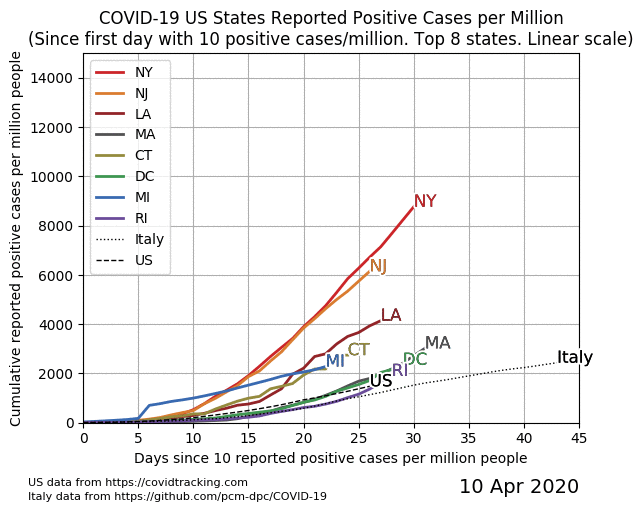 COVID-19 US States Reported Positive Cases per Million
(Since first day with 10 positive cases/million. Top 8 states. Linear scale)
Cumulative reported positive cases per million people
14000
12000
10000
8000
6000
4000
2000
0
NY
NJ
LA
MA
CT
DC
MI
RI
Italy
US
NY
NJ
LA
MA
CT
DC
MI
RI
Italy
US
0 5 10 15 20 25 30 35 40 45
Days since 10 reported positive cases per million people
US data from https://covidtracking.com
Italy data from https://github.com/pcm-dpc/COVID-19
10 Apr 2020